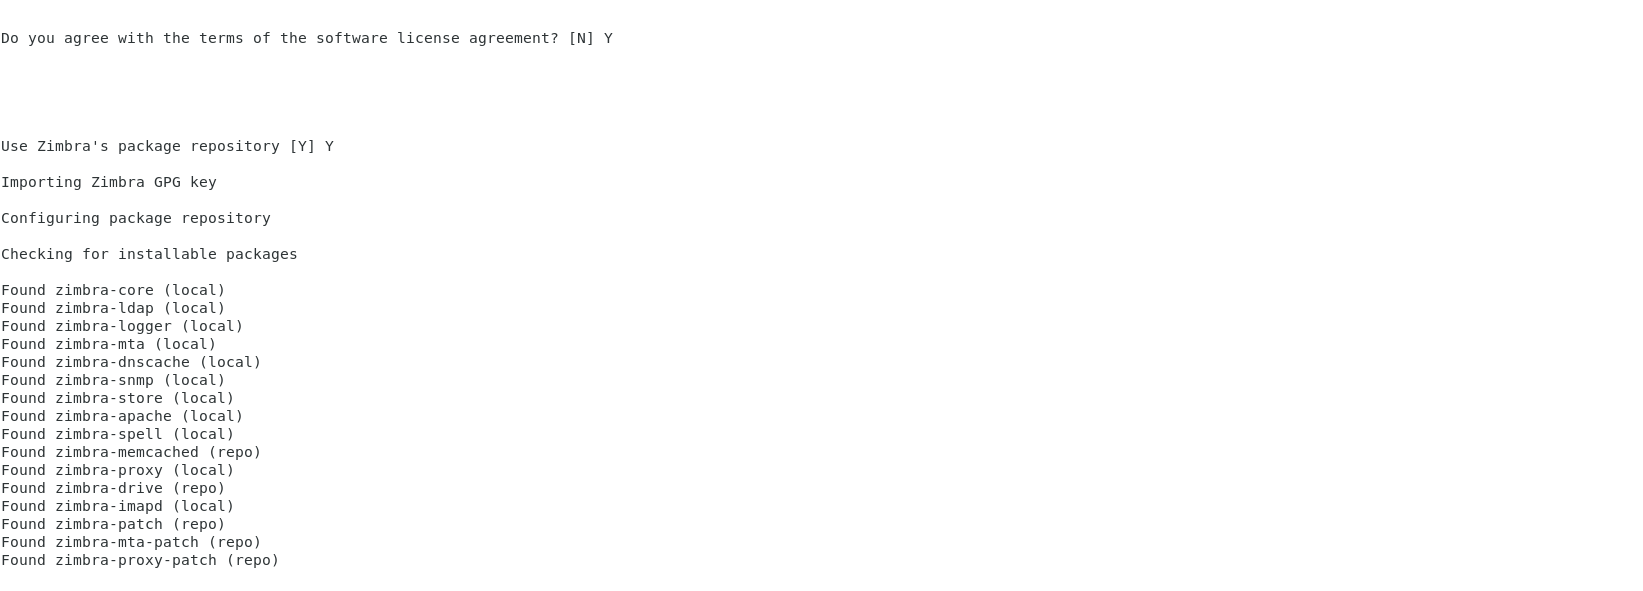 Do you agree with the terms of the software license agreement? [N] Y
Use Zimbra's package repository [Y] Y
Importing Zimbra GPG key
Configuring package repository
Checking for installable packages
Found zimbra-core (local)
Found zimbra-ldap (local)
Found zimbra-logger (local)
Found zimbra-mta (local)
Found zimbra-dnscache (local)
Found zimbra-snmp (local)
Found zimbra-store (local)
Found zimbra-apache (local)
Found zimbra-spell (local)
Found zimbra-memcached (repo)
Found zimbra-proxy (local)
Found zimbra-drive (repo)
Found zimbra-imapd (local)
Found zimbra-patch (repo)
Found zimbra-mta-patch (repo)
Found zimbra-proxy-patch (repo)